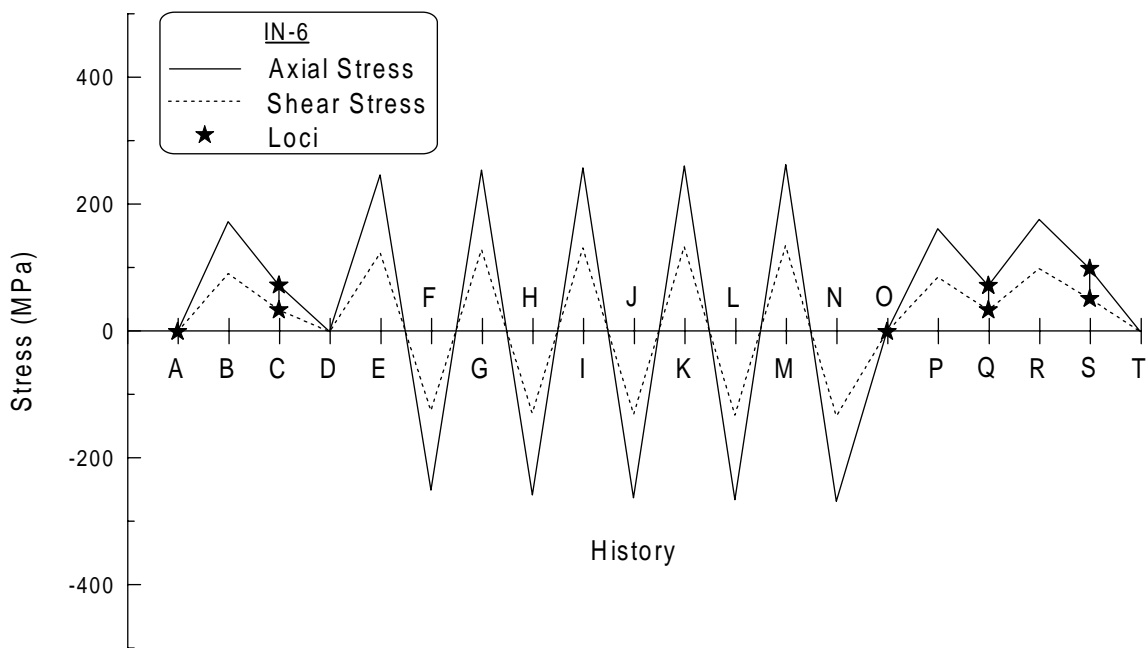 IN-6
Axial Stress
Shear Stress
Loci
Stress (MPa)
400
200
0
-200
-400
F H J L N O
A B C D E G I K M P Q R S T
History